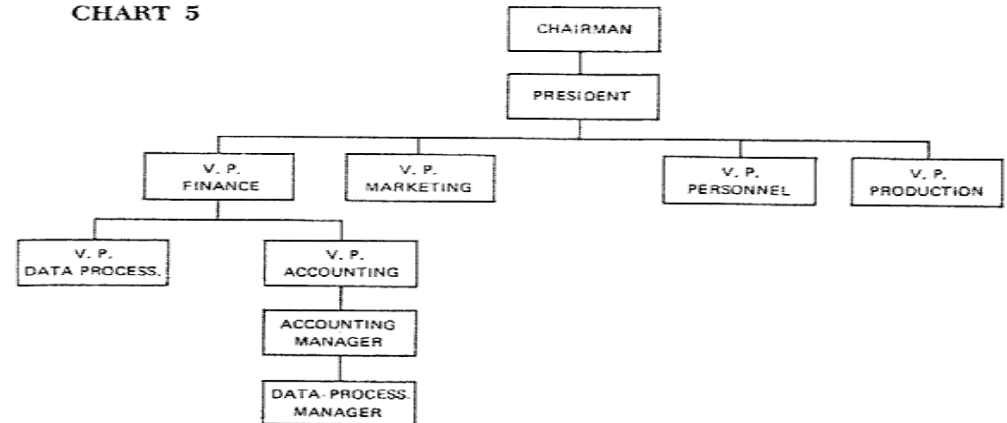 CHART 5
CHAIRMAN
PRESIDENT
V. P.
FINANCE
V. P.
MARKETING
V. P.
PERSONNEL
V. P.
PRODUCTION
V. P.
DATA PROCESS.
V. P.
ACCOUNTING
ACCOUNTING
MANAGER
DATA-PROCESS.
MANAGER